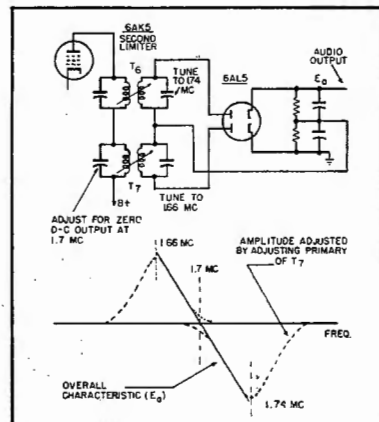 6AK5
SECOND
LIMITER
T6
TUNE
TO 1.74
MC
6AL5
AUDIO
OUTPUT
Eo
T7
B+
TUNE TO
1.66 MC
ADJUST FOR ZERO
D-C OUTPUT AT
1.7 MC
1.66 MC
1.7 MC
AMPLITUDE ADJUSTED
BY ADJUSTING PRIMARY
OF T7
FREQ.
OVERALL
CHARACTERISTIC (Eo)
1.74 MC